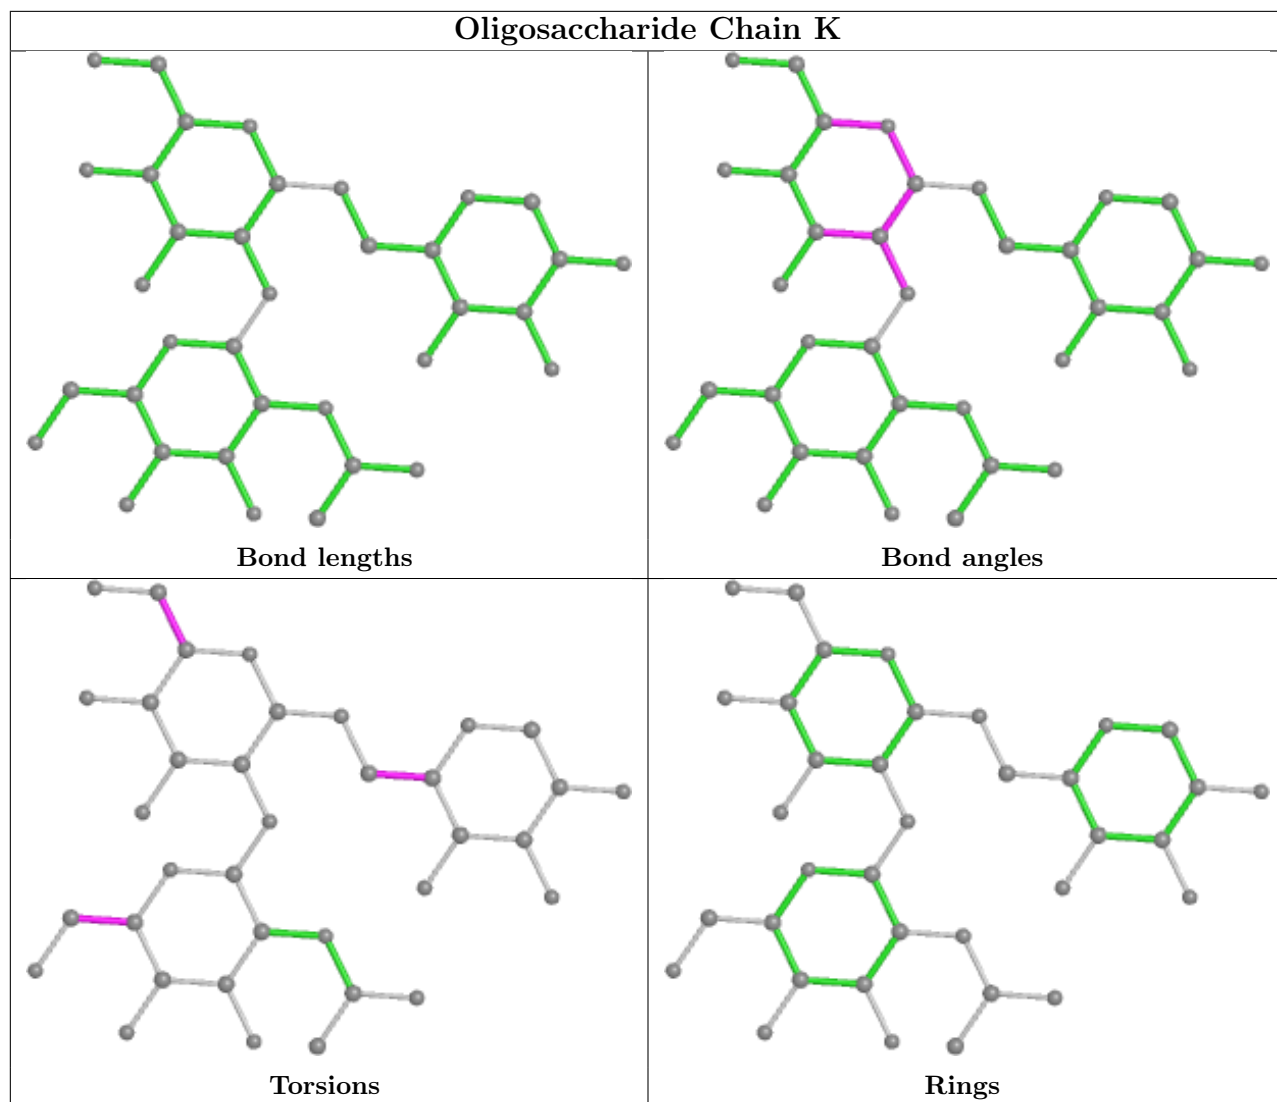 Oligosaccharide Chain K
Bond lengths
Bond angles
Torsions
Rings